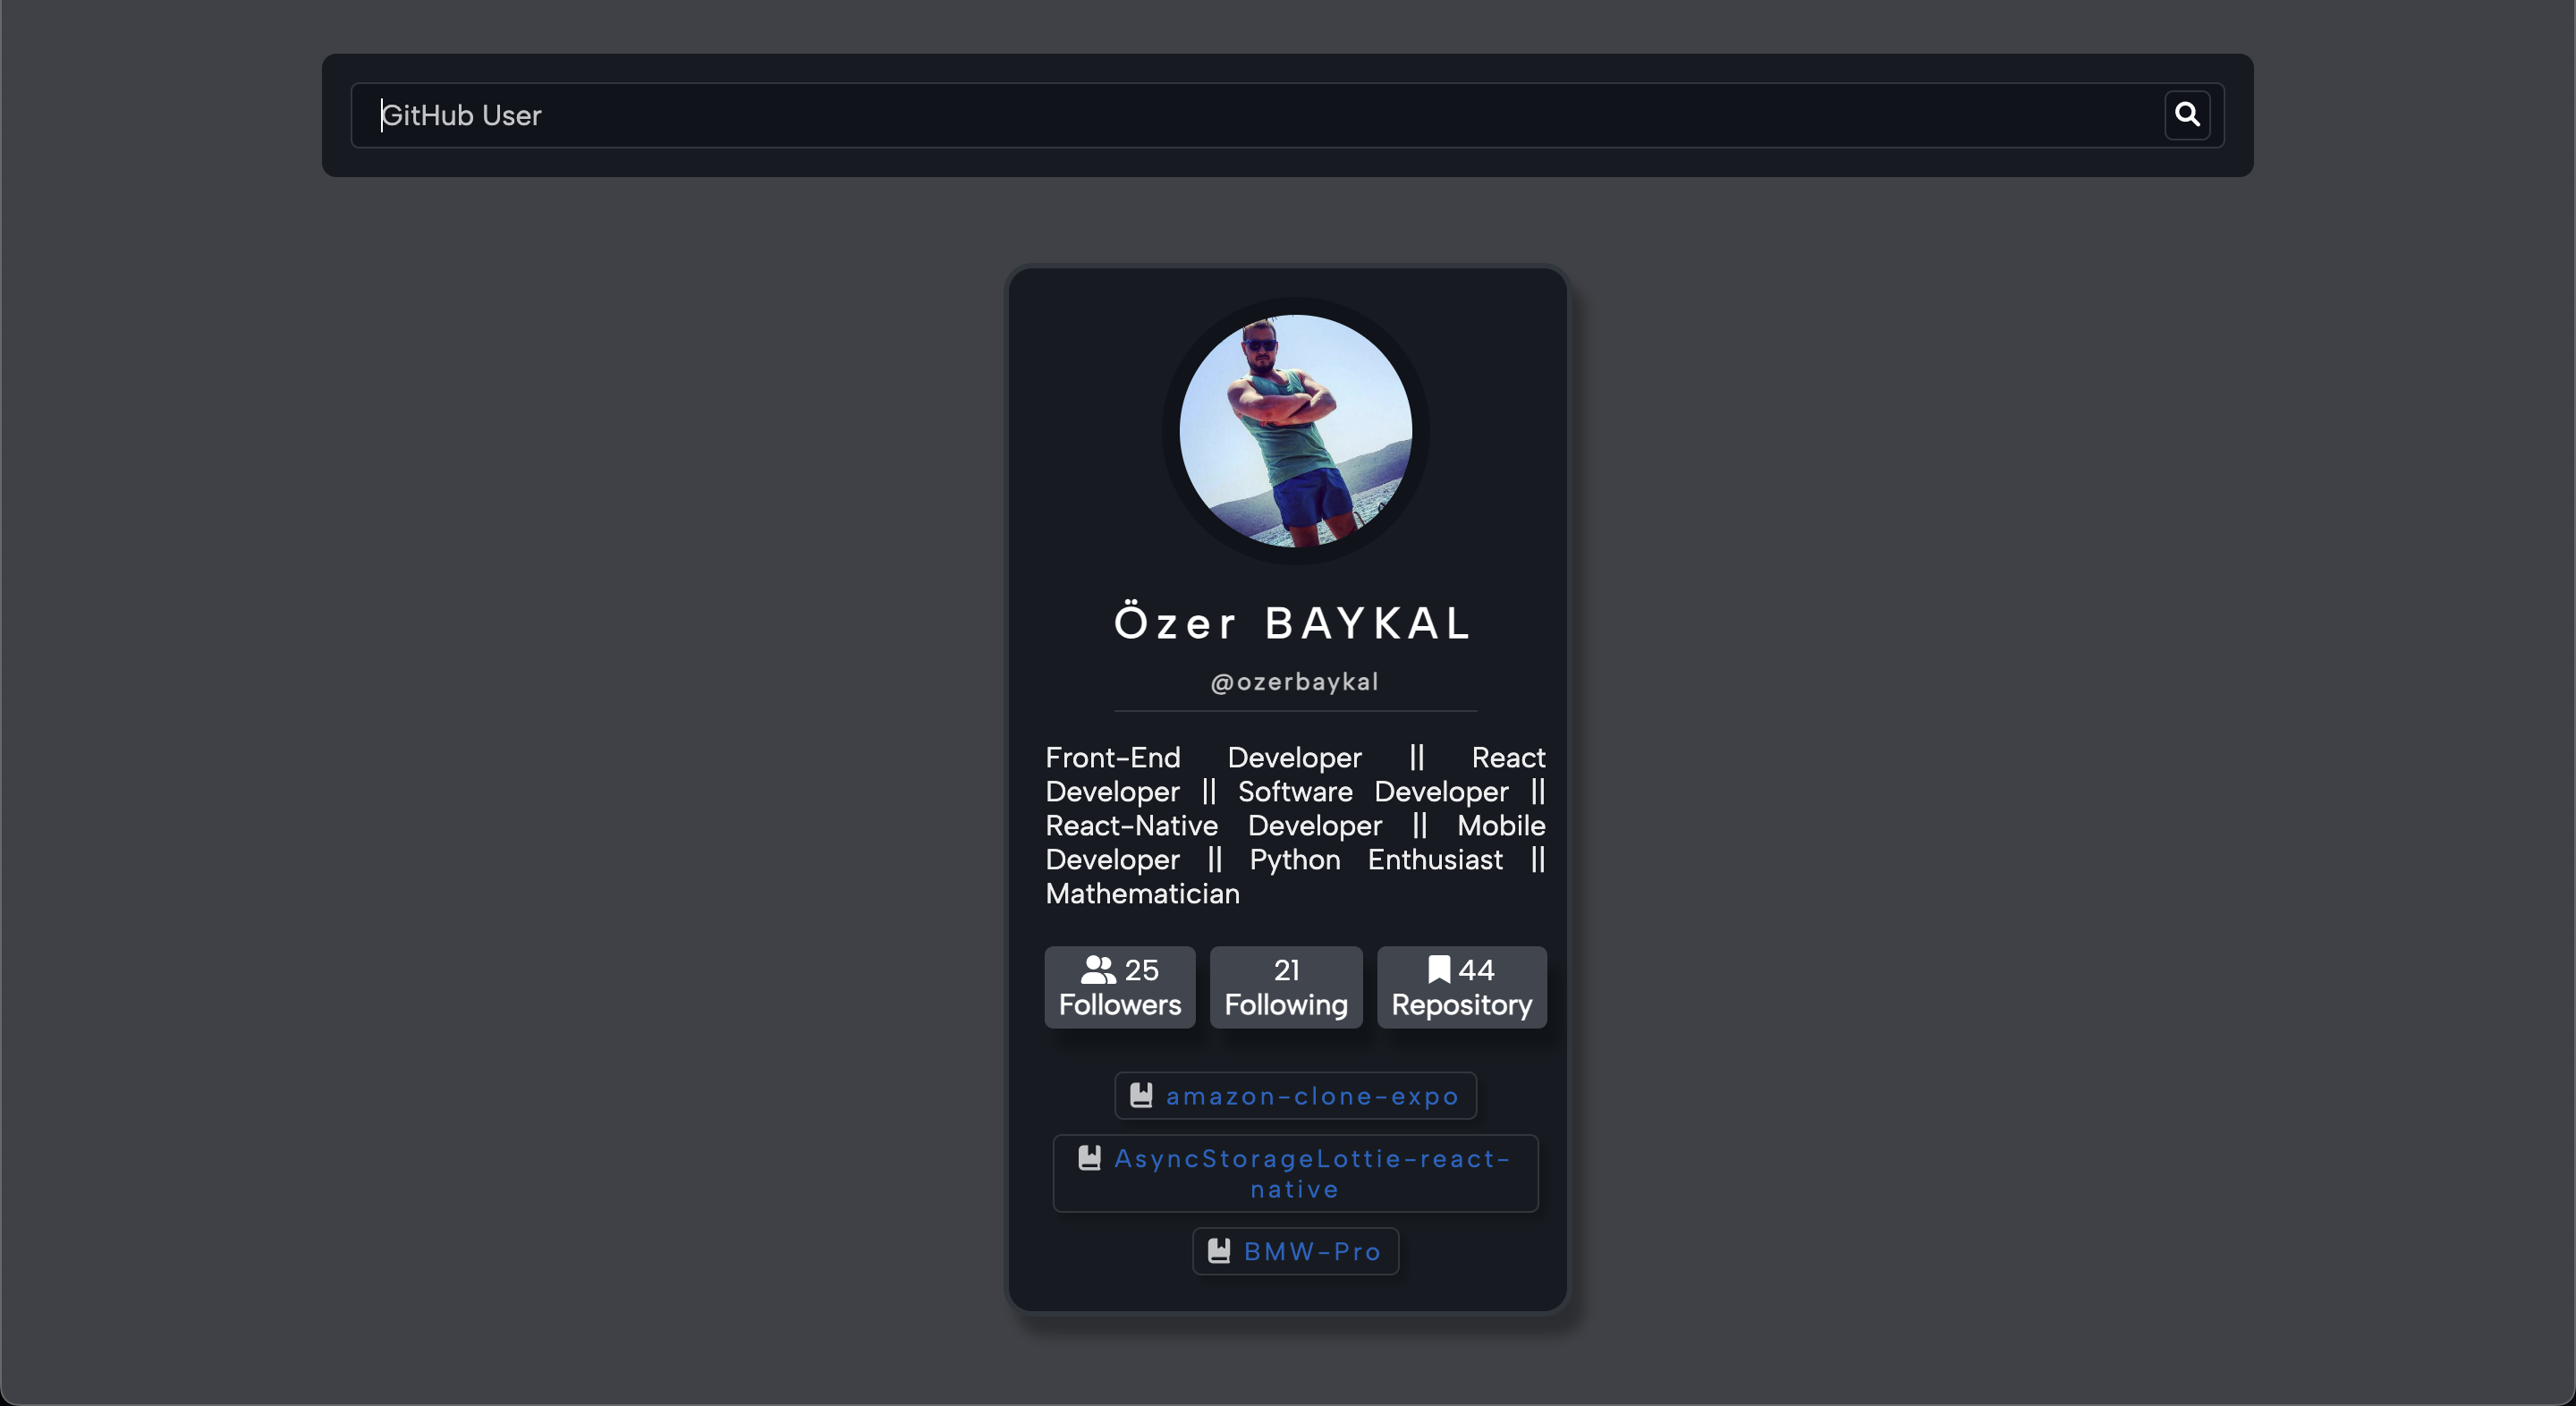 GitHub User
Özer BAYKAL
@ozerbaykal
Front-End Developer || React
Developer || Software Developer ||
React-Native Developer || Mobile
Developer || Python Enthusiast ||
Mathematician
25
Followers
21
Following
44
Repository
amazon-clone-expo
AsyncStorageLottie-react-
native
BMW-Pro